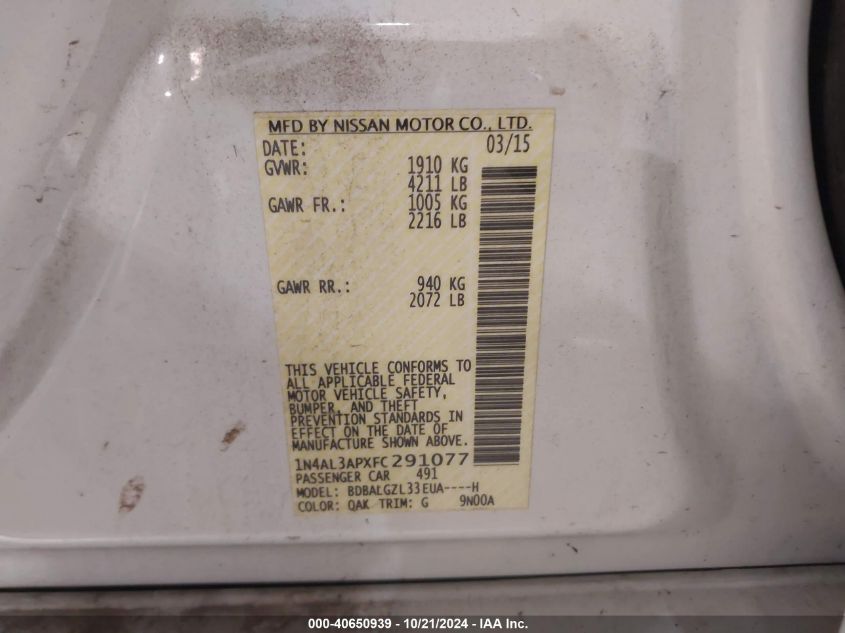 MFD BY NISSAN MOTOR CO., LTD.
DATE: 03/15
GVWR: 1910 KG
4211 LB
GAWR FR.: 1005 KG
2216 LB
GAWR RR.: 940 KG
2072 LB
THIS VEHICLE CONFORMS TO
ALL APPLICABLE FEDERAL
MOTOR VEHICLE SAFETY,
BUMPER, AND THEFT
PREVENTION STANDARDS IN
EFFECT ON THE DATE OF
MANUFACTURE SHOWN ABOVE.
1N4AL3APXFC291077
PASSENGER CAR 491
MODEL: BDBALGZL33EUA----H
COLOR: QAK TRIM: G 9N00A
000-40650939 - 10/21/2024 - IAA Inc.